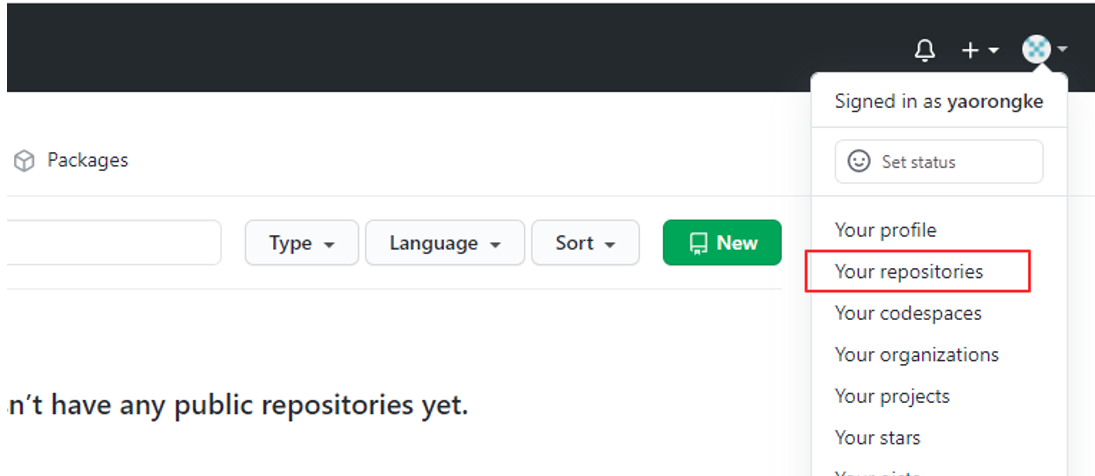 Signed in as yaorongke
Set status
Packages
Type
Language
Sort
New
Your profile
Your repositories
Your codespaces
Your organizations
Your projects
Your stars
n't have any public repositories yet.